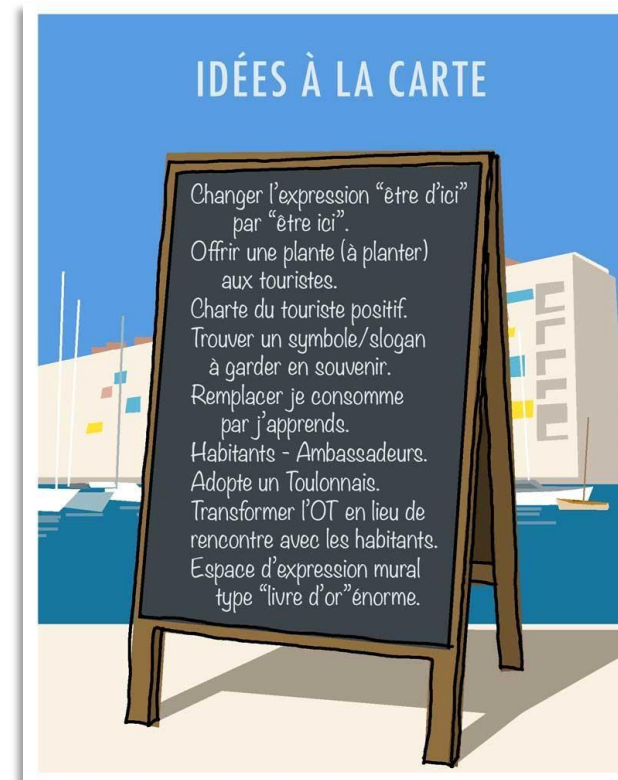 IDÉES À LA CARTE
Changer l'expression "être d'ici"
par "être ici".
Offrir une plante (à planter)
aux touristes.
Charte du touriste positif.
Trouver un symbole/slogan
à garder en souvenir.
Remplacer je consomme
par j'apprends.
Habitants - Ambassadeurs.
Adopte un Toulonnais.
Transformer l'OT en lieu de
rencontre avec les habitants.
Espace d'expression mural
type "livre d'or"énorme.